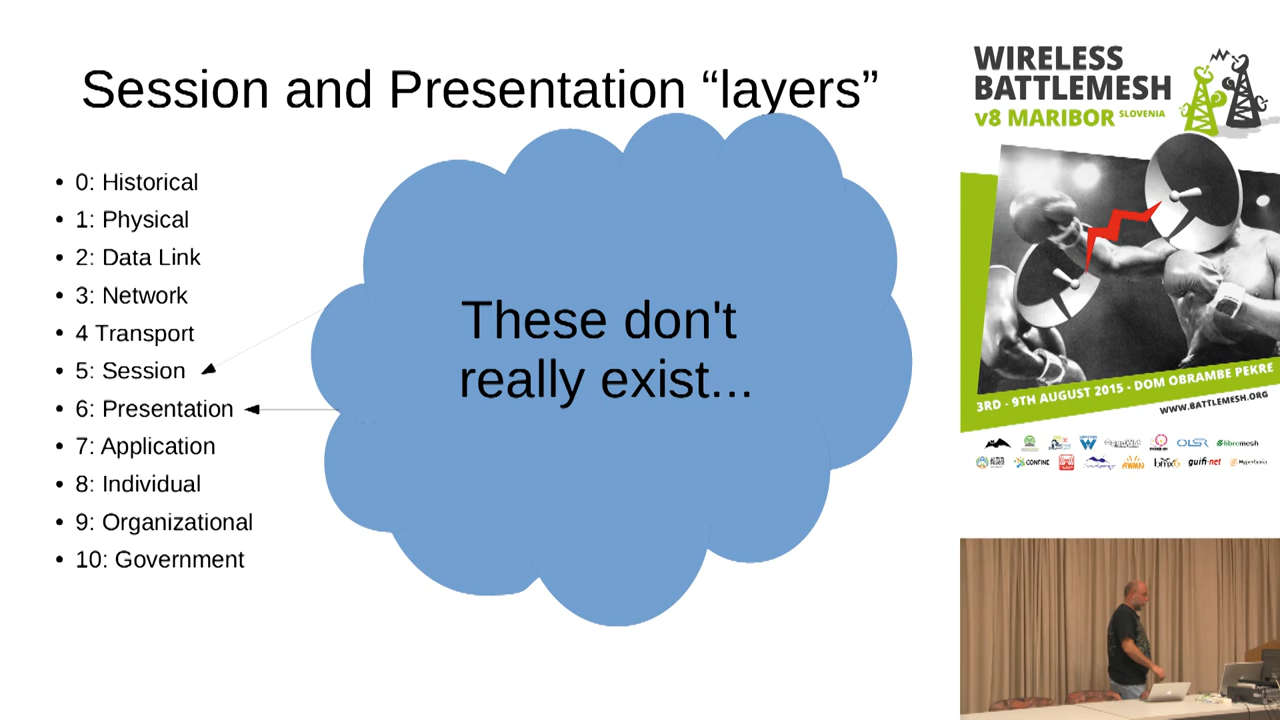 Session and Presentation “layers”
• 0: Historical
• 1: Physical
• 2: Data Link
• 3: Network
• 4 Transport
• 5: Session
• 6: Presentation
• 7: Application
• 8: Individual
• 9: Organizational
• 10: Government
These don't
really exist...
WIRELESS
BATTLEMESH
v8 MARIBOR SLOVENIA
3RD - 9TH AUGUST 2015 - DOM OBRAMBE PEKRE
WWW.BATTLEMESH.ORG
OLSR libremesh
CONFINE AWMN bmx6 guifi·net Hyperboria